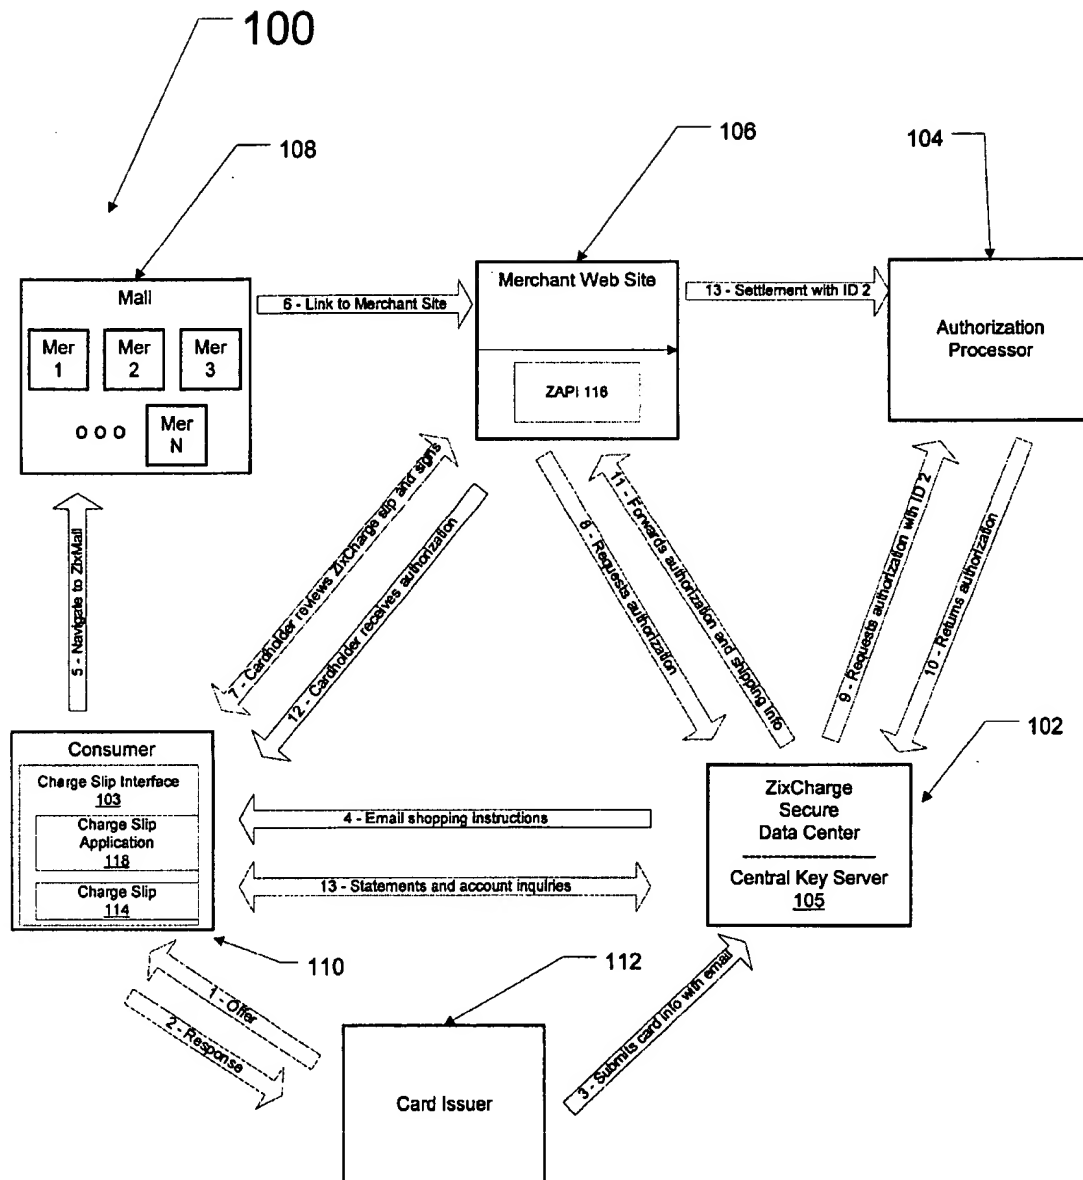 100
108
106
104
Mall
Mer
1
Mer
2
Mer
3
o o o
Mer
N
6 - Link to Merchant Site
Merchant Web Site
ZAPI 116
13 - Settlement with ID 2
Authorization
Processor
5 - Navigate to ZixMall
7 - Cardholder reviews ZixCharge slip and signs
12 - Cardholder receives authorization
8 - Requests authorization
11 - Forwards authorization and shipping info
9 - Requests authorization with ID 2
10 - Returns authorization
102
Consumer
Charge Slip Interface
103
Charge Slip
Application
118
Charge Slip
114
4 - Email shopping instructions
13 - Statements and account inquiries
ZixCharge
Secure
Data Center
Central Key Server
105
110
112
1 - Offer
2 - Response
3 - Submits card info with email
Card Issuer